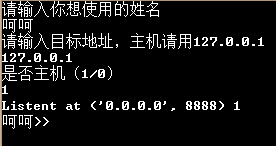 请输入你想使用的姓名
呵呵
请输入目标地址，主机请用127.0.0.1
127.0.0.1
是否主机（1/0）
1
Listent at ('0.0.0.0', 8888) 1
呵呵>>